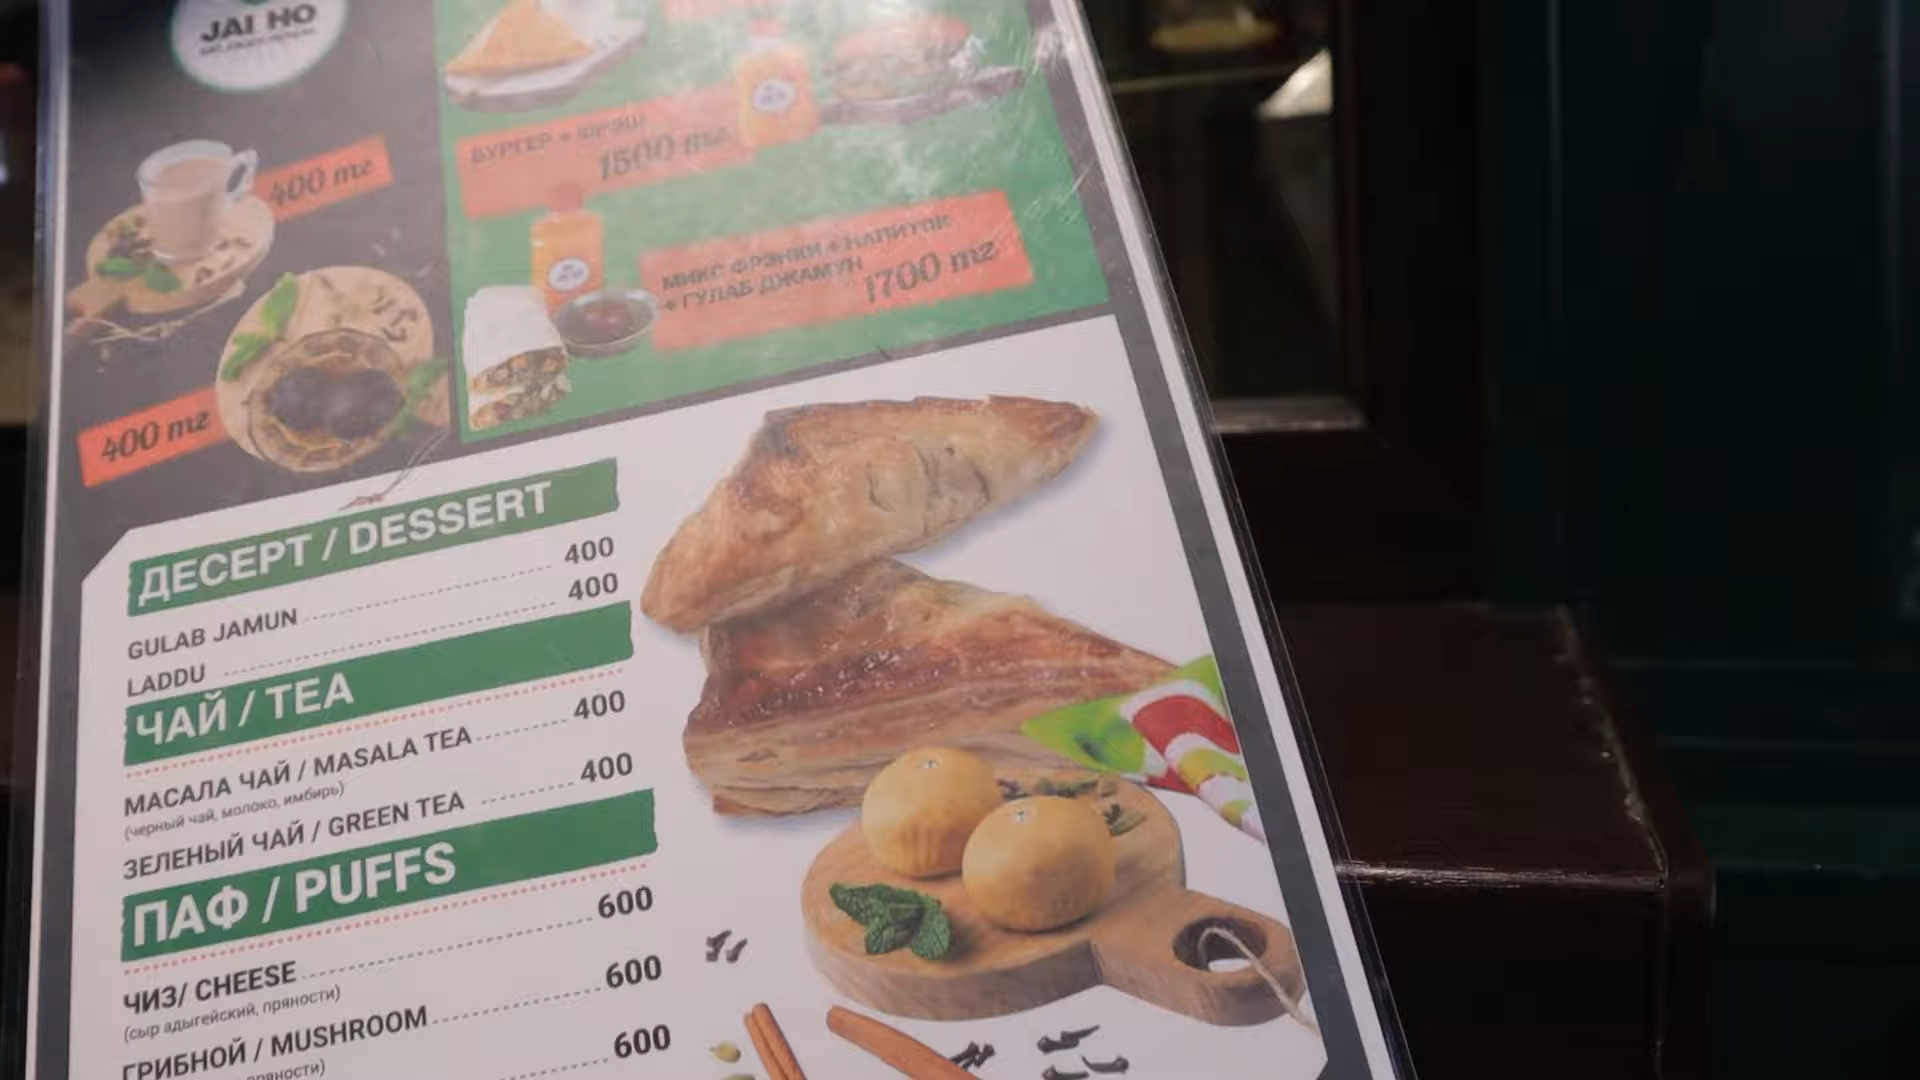 JAI HO
400 тг
БУРГЕР + ФРЭШ
1500 тг
МИКС ФРЭНКИ + НАПИТОК
+ ГУЛАБ ДЖАМУН
1700 тг
400 тг
ДЕСЕРТ / DESSERT
GULAB JAMUN 400
LADDU 400
ЧАЙ / TEA
МАСАЛА ЧАЙ / MASALA TEA 400
(черный чай, молоко, имбирь)
ЗЕЛЕНЫЙ ЧАЙ / GREEN TEA 400
ПАФ / PUFFS
ЧИЗ/ CHEESE 600
(сыр адыгейский, пряности)
ГРИБНОЙ / MUSHROOM 600
600